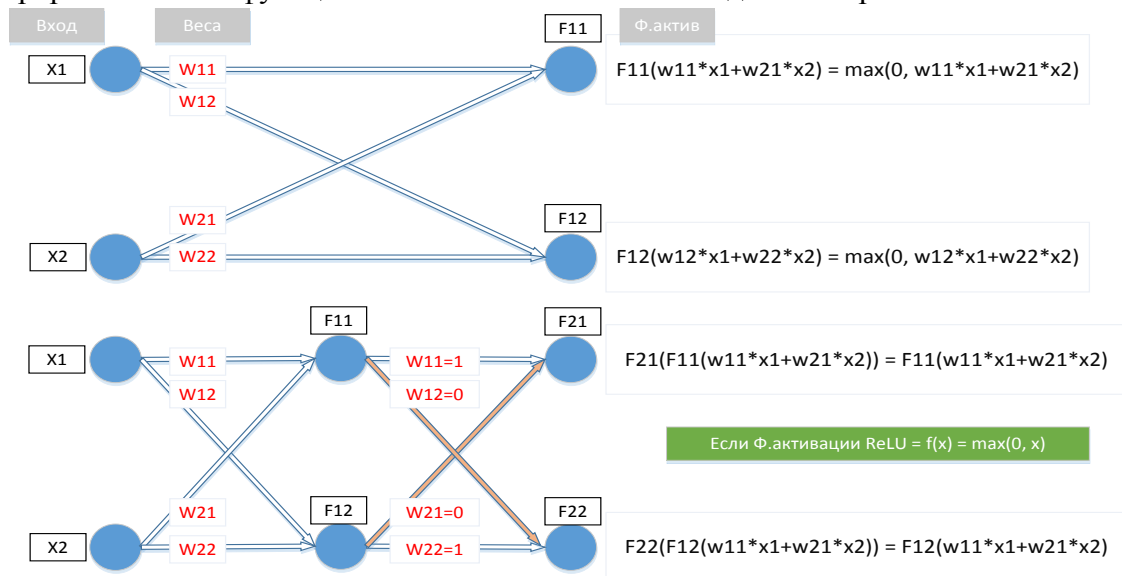 Вход Веса F11 Ф.актив
X1 W11 F11(w11*x1+w21*x2) = max(0, w11*x1+w21*x2)
W12
W21 F12
X2 W22 F12(w12*x1+w22*x2) = max(0, w12*x1+w22*x2)
F11 F21
X1 W11 W11=1 F21(F11(w11*x1+w21*x2)) = F11(w11*x1+w21*x2)
W12 W12=0
Если Ф.активации ReLU = f(x) = max(0, x)
W21 F12 W21=0 F22
X2 W22 W22=1 F22(F12(w11*x1+w21*x2)) = F12(w11*x1+w21*x2)